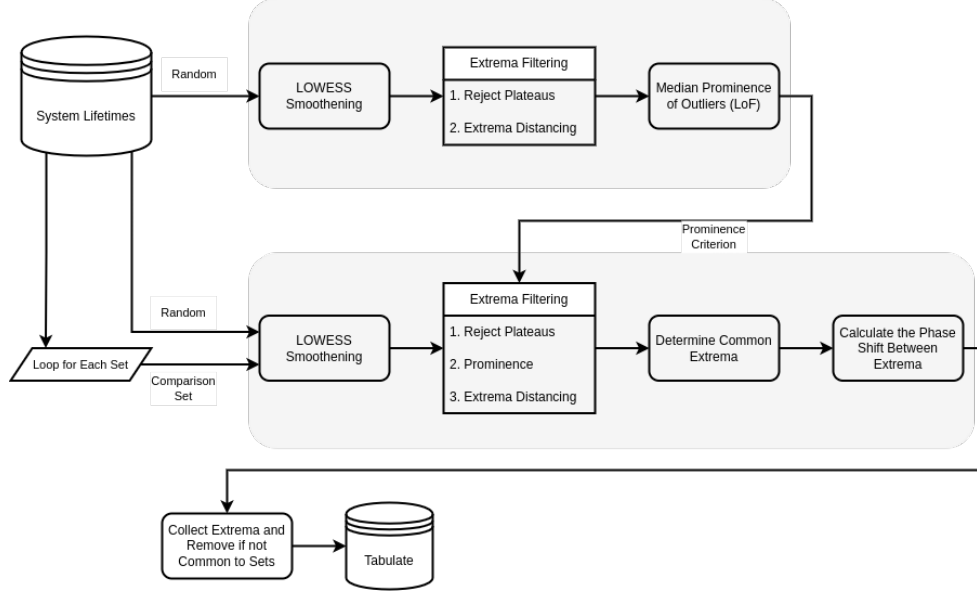 System Lifetimes
Random
LOWESS
Smoothening
Extrema Filtering
1. Reject Plateaus
2. Extrema Distancing
Median Prominence
of Outliers (LoF)
Prominence
Criterion
Loop for Each Set
Random
Comparison
Set
LOWESS
Smoothening
Extrema Filtering
1. Reject Plateaus
2. Prominence
3. Extrema Distancing
Determine Common
Extrema
Calculate the Phase
Shift Between
Extrema
Collect Extrema and
Remove if not
Common to Sets
Tabulate